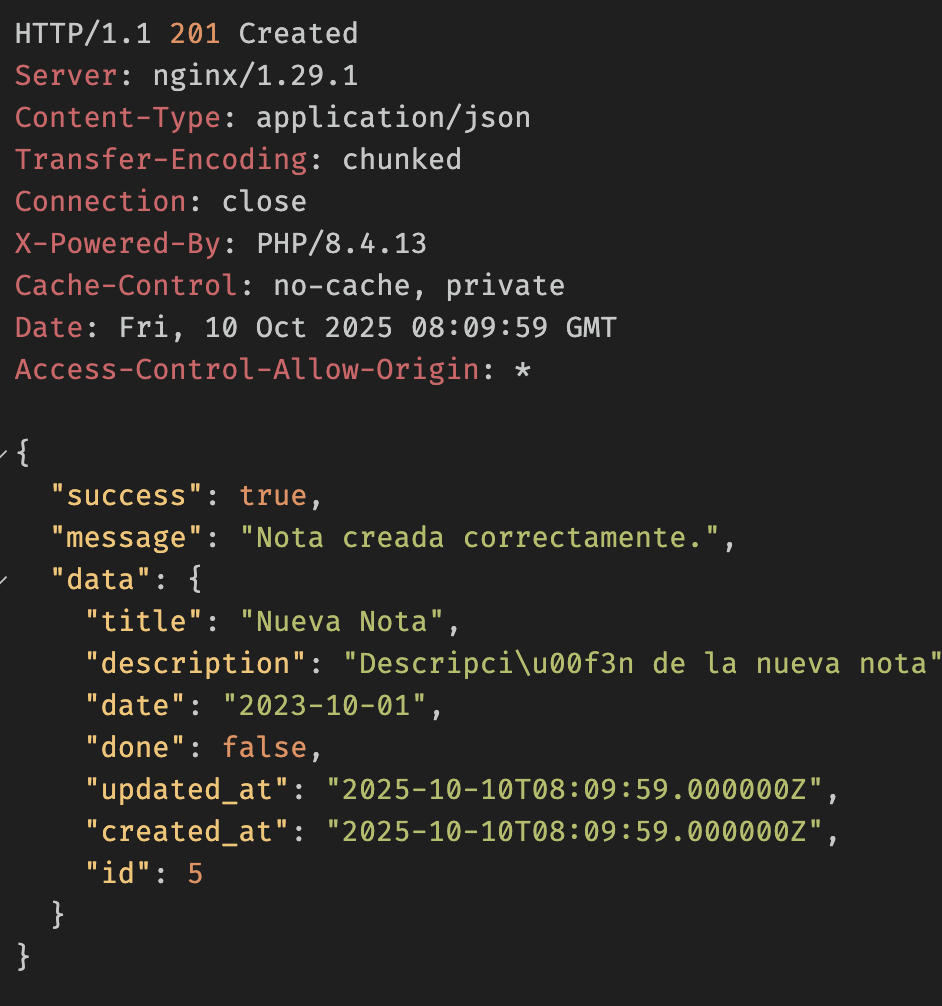 HTTP/1.1 201 Created
Server: nginx/1.29.1
Content-Type: application/json
Transfer-Encoding: chunked
Connection: close
X-Powered-By: PHP/8.4.13
Cache-Control: no-cache, private
Date: Fri, 10 Oct 2025 08:09:59 GMT
Access-Control-Allow-Origin: *

{
  "success": true,
  "message": "Nota creada correctamente.",
  "data": {
    "title": "Nueva Nota",
    "description": "Descripci\u00f3n de la nueva nota"
    "date": "2023-10-01",
    "done": false,
    "updated_at": "2025-10-10T08:09:59.000000Z",
    "created_at": "2025-10-10T08:09:59.000000Z",
    "id": 5
  }
}